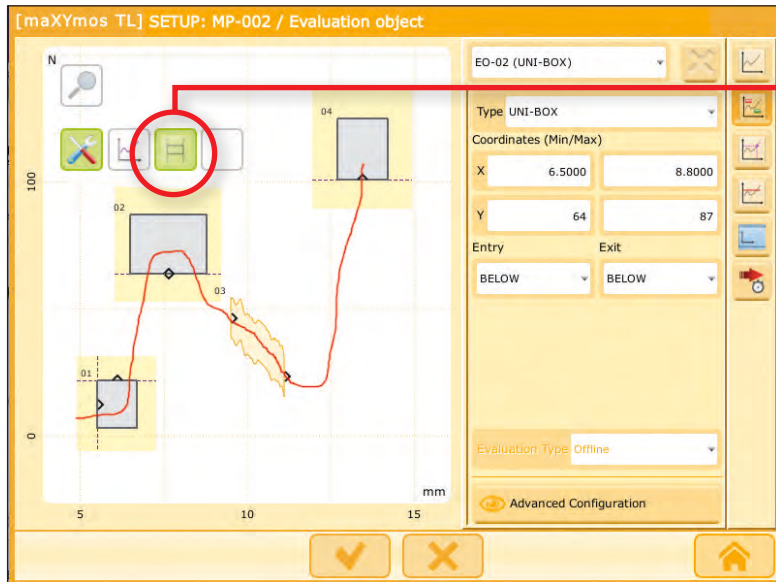 [maXYmos TL] SETUP: MP-002 / Evaluation object
N
04
100
02
03
01
0
mm
5 10 15
EO-02 (UNI-BOX)
Type UNI-BOX
Coordinates (Min/Max)
X 6.5000 8.8000
Y 64 87
Entry Exit
BELOW BELOW
Evaluation Type Offline
Advanced Configuration